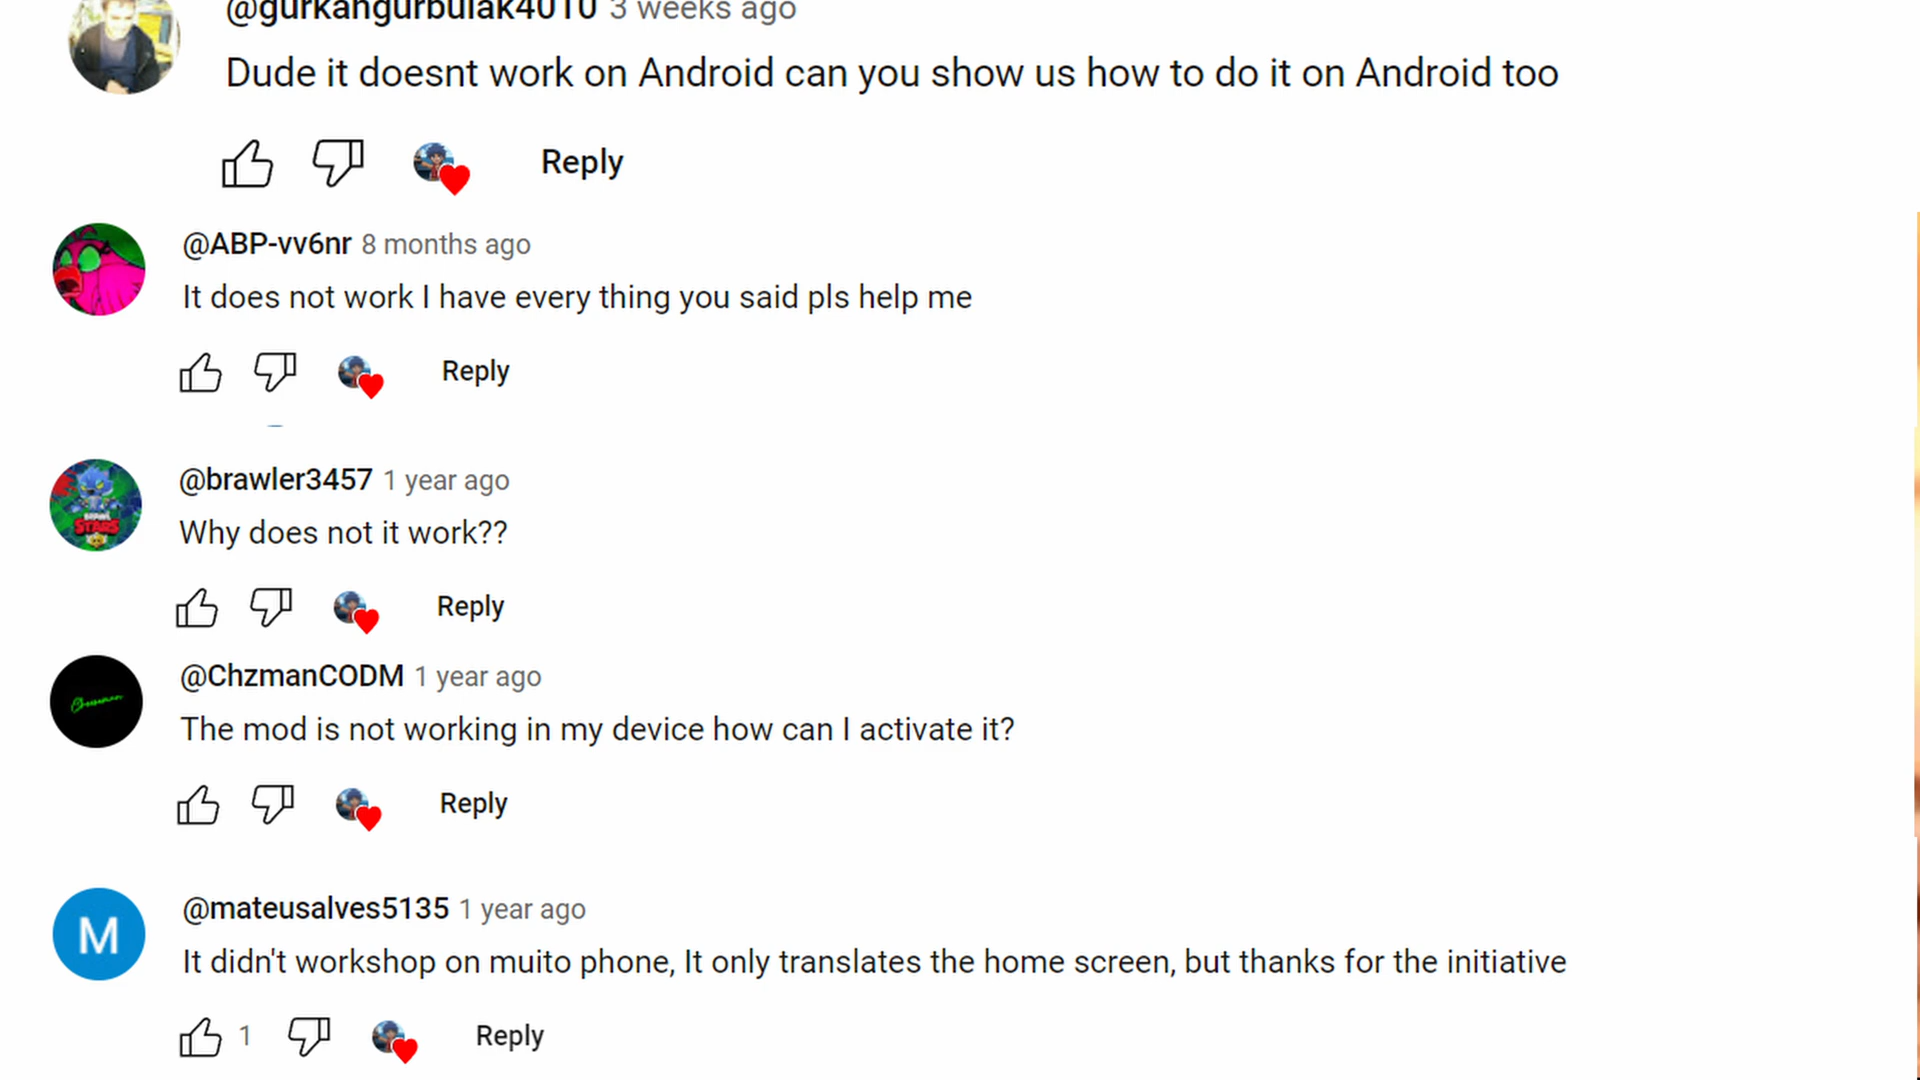 @gurkangurbulak4010 3 weeks ago
Dude it doesnt work on Android can you show us how to do it on Android too
Reply
@ABP-vv6nr 8 months ago
It does not work I have every thing you said pls help me
Reply
@brawler3457 1 year ago
Why does not it work??
Reply
STARS
@ChzmanCODM 1 year ago
The mod is not working in my device how can I activate it?
Reply
M
@mateusalves5135 1 year ago
It didn't workshop on muito phone, It only translates the home screen, but thanks for the initiative
1 Reply